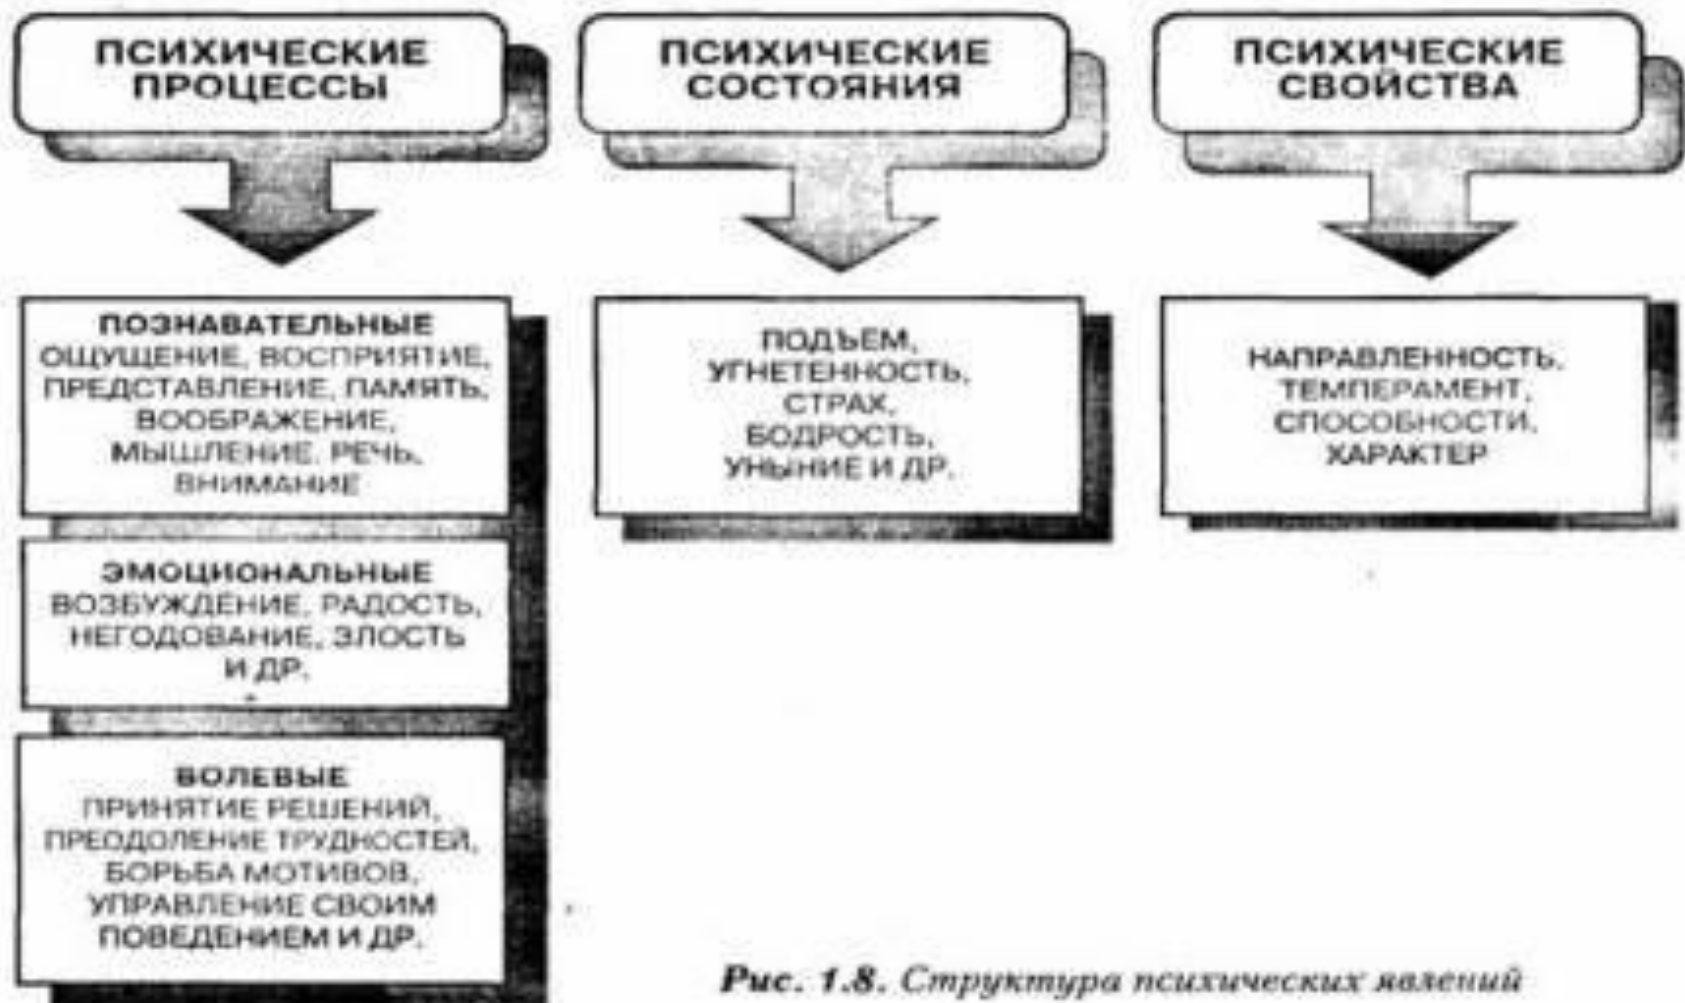 ПСИХИЧЕСКИЕ
ПРОЦЕССЫ
ПОЗНАВАТЕЛЬНЫЕ
ОЩУЩЕНИЕ, ВОСПРИЯТИЕ,
ПРЕДСТАВЛЕНИЕ, ПАМЯТЬ,
ВООБРАЖЕНИЕ,
МЫШЛЕНИЕ, РЕЧЬ,
ВНИМАНИЕ
ЭМОЦИОНАЛЬНЫЕ
ВОЗБУЖДЕНИЕ, РАДОСТЬ,
НЕГОДОВАНИЕ, ЗЛОСТЬ
И ДР.
ВОЛЕВЫЕ
ПРИНЯТИЕ РЕШЕНИЙ,
ПРЕОДОЛЕНИЕ ТРУДНОСТЕЙ,
БОРЬБА МОТИВОВ,
УПРАВЛЕНИЕ СВОИМ
ПОВЕДЕНИЕМ И ДР.
ПСИХИЧЕСКИЕ
СОСТОЯНИЯ
ПОДЪЕМ,
УГНЕТЕННОСТЬ,
СТРАХ,
БОДРОСТЬ,
УНЫНИЕ И ДР.
ПСИХИЧЕСКИЕ
СВОЙСТВА
НАПРАВЛЕННОСТЬ,
ТЕМПЕРАМЕНТ,
СПОСОБНОСТИ,
ХАРАКТЕР
Рис. 1.8. Структура психических явлений